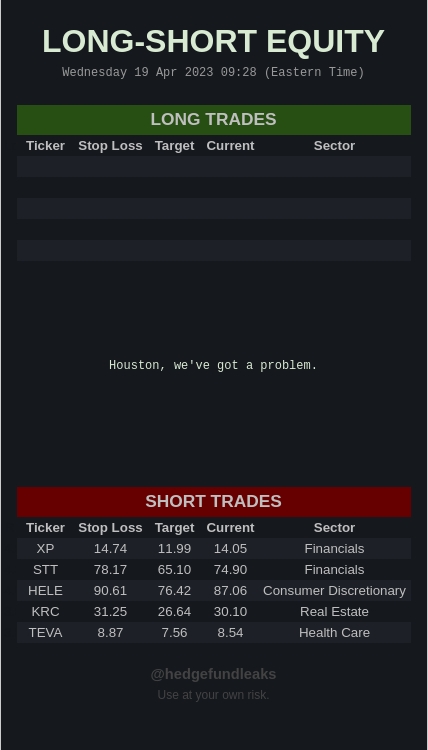 LONG-SHORT EQUITY
Wednesday 19 Apr 2023 09:28 (Eastern Time)
LONG TRADES
Ticker Stop Loss Target Current Sector
Houston, we've got a problem.
SHORT TRADES
Ticker Stop Loss Target Current Sector
XP 14.74 11.99 14.05 Financials
STT 78.17 65.10 74.90 Financials
HELE 90.61 76.42 87.06 Consumer Discretionary
KRC 31.25 26.64 30.10 Real Estate
TEVA 8.87 7.56 8.54 Health Care
@hedgefundleaks
Use at your own risk.